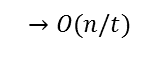 → 𝑂(𝑛/𝑡)